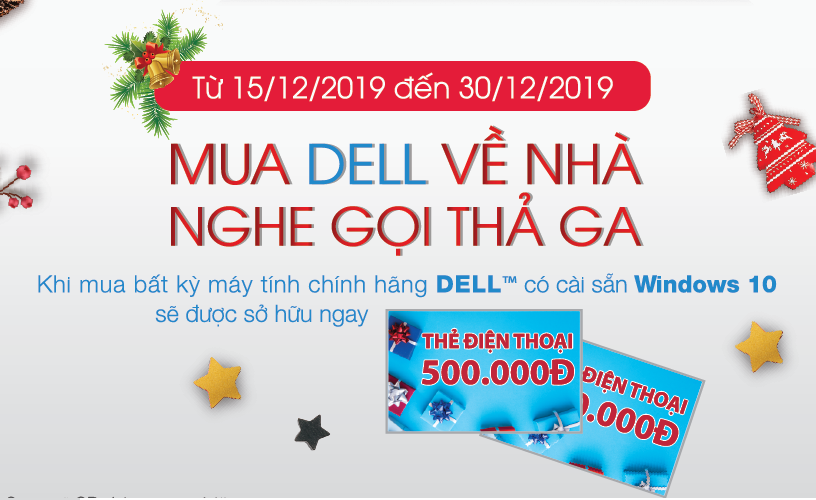 Từ 15/12/2019 đến 30/12/2019
MUA DELL VỀ NHÀ
NGHE GỌI THẢ GA
Khi mua bất kỳ máy tính chính hãng DELL™ có cài sẵn Windows 10
sẽ được sở hữu ngay
THẺ ĐIỆN THOẠI
500.000Đ
ĐIỆN THOẠI
0.000Đ